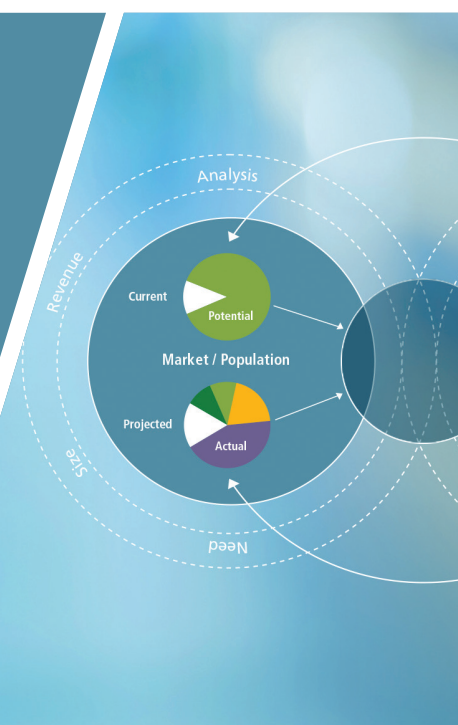 Analysis
Revenue
Current
Potential
Market / Population
Projected
Actual
Size
Need